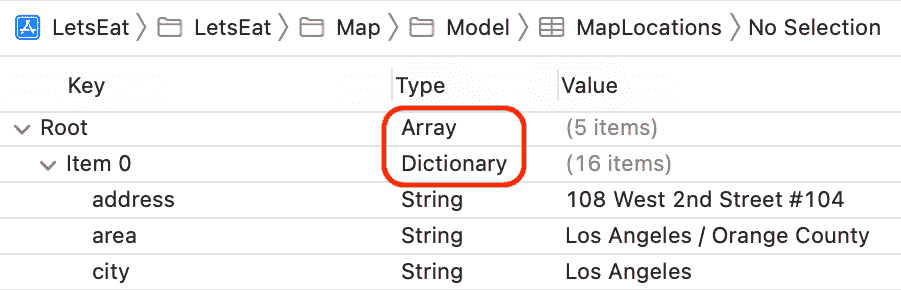 LetsEat LetsEat Map Model MapLocations No Selection
Key Type Value
Root Array (5 items)
Item 0 Dictionary (16 items)
address String 108 West 2nd Street #104
area String Los Angeles / Orange County
city String Los Angeles